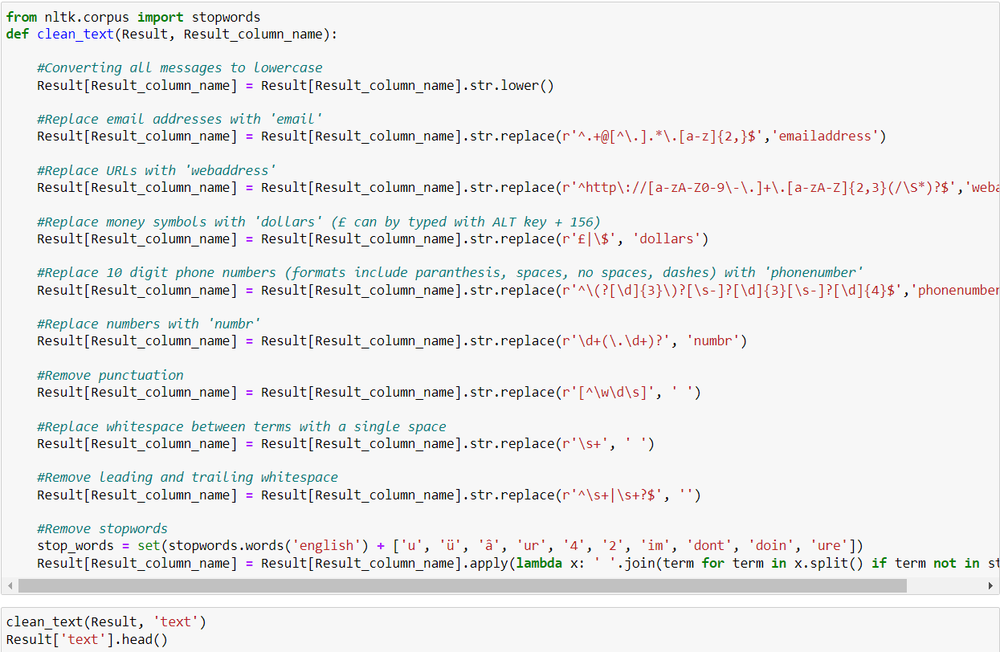 from nltk.corpus import stopwords
def clean_text(Result, Result_column_name):
#Converting all messages to lowercase
Result[Result_column_name] = Result[Result_column_name].str.lower()
#Replace email addresses with 'email'
Result[Result_column_name] = Result[Result_column_name].str.replace(r'^.+@[^\.].*\.[a-z]{2,}$','emailaddress')
#Replace URLs with 'webaddress'
Result[Result_column_name] = Result[Result_column_name].str.replace(r'^http\://[a-zA-Z0-9\-\.]+\.[a-zA-Z]{2,3}(/\S*)?$','weba
#Replace money symbols with 'dollars' (£ can by typed with ALT key + 156)
Result[Result_column_name] = Result[Result_column_name].str.replace(r'£|\$', 'dollars')
#Replace 10 digit phone numbers (formats include paranthesis, spaces, no spaces, dashes) with 'phonenumber'
Result[Result_column_name] = Result[Result_column_name].str.replace(r'^\(?[\d]{3}\)?[\s-]?[\d]{3}[\s-]?[\d]{4}$','phonenumber
#Replace numbers with 'numbr'
Result[Result_column_name] = Result[Result_column_name].str.replace(r'\d+(\.\d+)?', 'numbr')
#Remove punctuation
Result[Result_column_name] = Result[Result_column_name].str.replace(r'[^\w\d\s]', ' ')
#Replace whitespace between terms with a single space
Result[Result_column_name] = Result[Result_column_name].str.replace(r'\s+', ' ')
#Remove leading and trailing whitespace
Result[Result_column_name] = Result[Result_column_name].str.replace(r'^\s+|\s+?$', '')
#Remove stopwords
stop_words = set(stopwords.words('english') + ['u', 'ü', 'â', 'ur', '4', '2', 'im', 'dont', 'doin', 'ure'])
Result[Result_column_name] = Result[Result_column_name].apply(lambda x: ' '.join(term for term in x.split() if term not in st
clean_text(Result, 'text')
Result['text'].head()